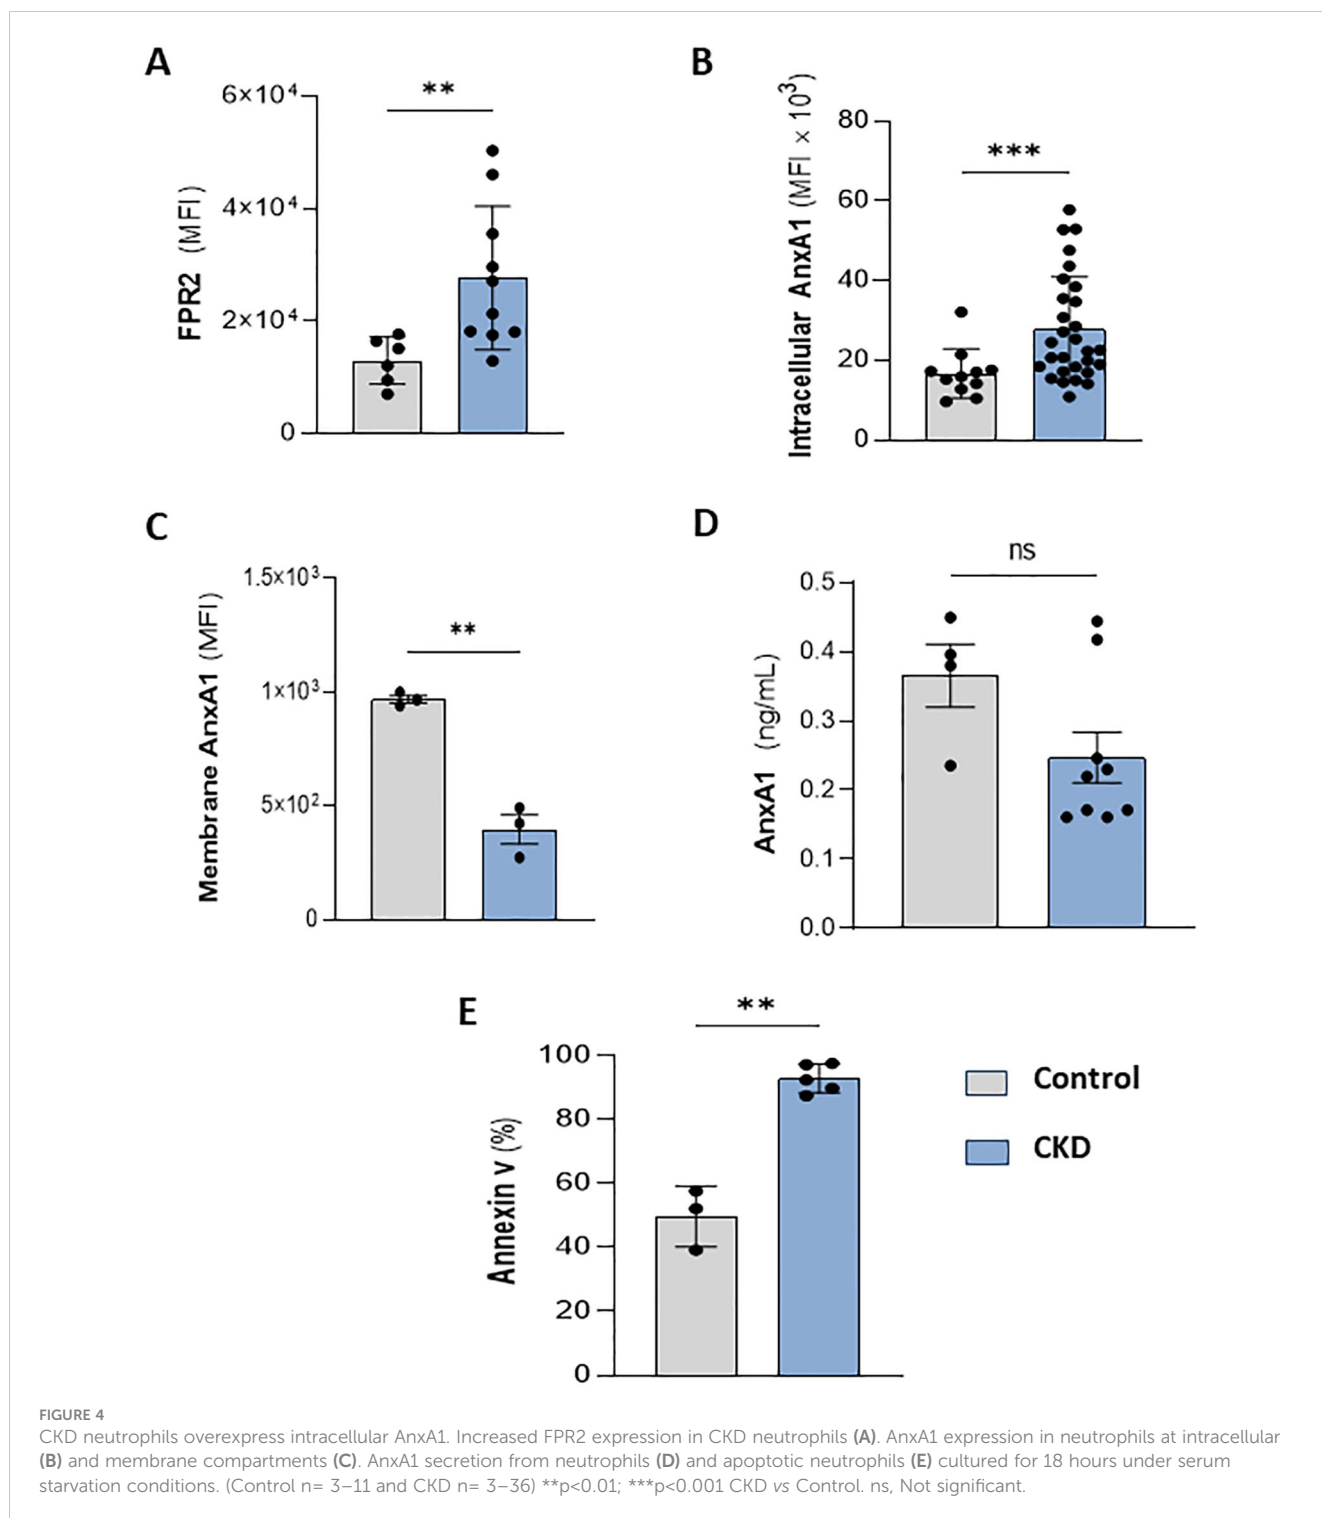 A
FPR2 (MFI)
6×10⁴
4×10⁴
2×10⁴
0
**
B
Intracellular AnxA1 (MFI × 10³)
80
60
40
20
0
***
C
Membrane AnxA1 (MFI)
1.5×10³
1×10³
5×10²
0
**
D
AnxA1 (ng/mL)
0.5
0.4
0.3
0.2
0.1
0.0
ns
E
Annexin v (%)
100
80
60
40
20
0
**
Control
CKD
FIGURE 4
CKD neutrophils overexpress intracellular AnxA1. Increased FPR2 expression in CKD neutrophils (A). AnxA1 expression in neutrophils at intracellular
(B) and membrane compartments (C). AnxA1 secretion from neutrophils (D) and apoptotic neutrophils (E) cultured for 18 hours under serum
starvation conditions. (Control n= 3–11 and CKD n= 3–36) **p<0.01; ***p<0.001 CKD vs Control. ns, Not significant.